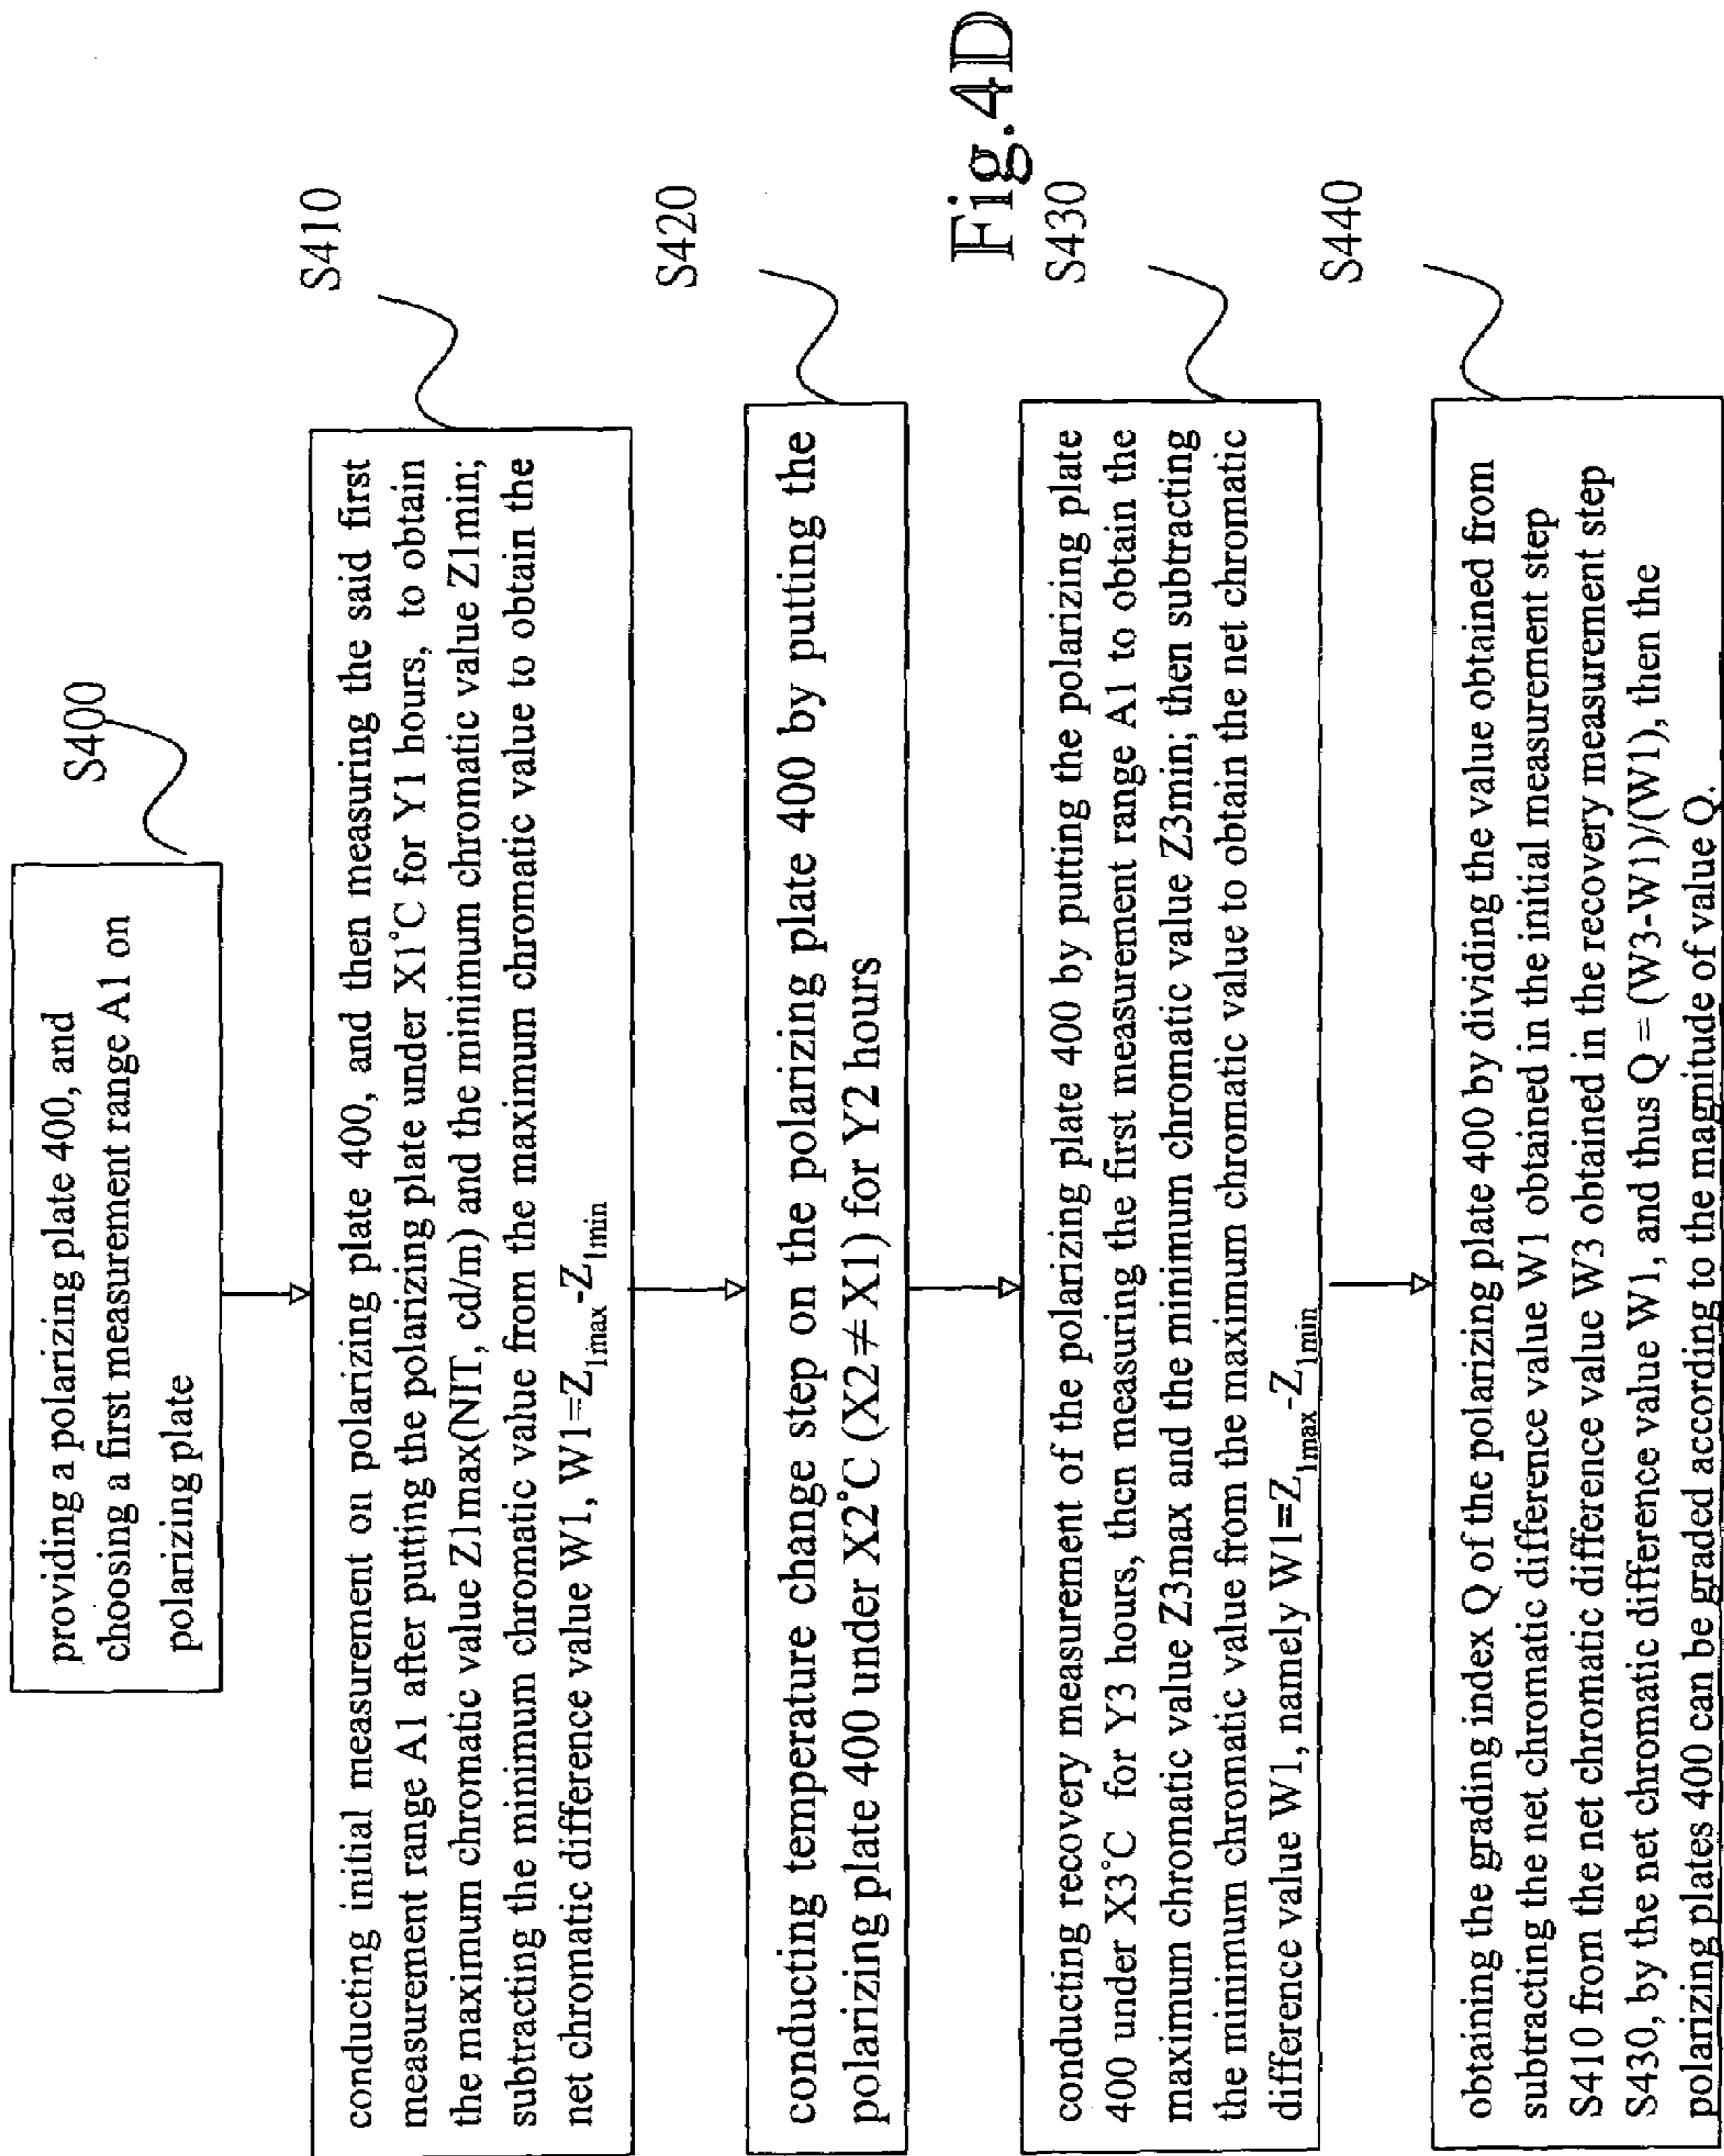 S400
providing a polarizing plate 400, and
choosing a first measurement range A1 on
polarizing plate
S410
conducting initial measurement on polarizing plate 400, and then measuring the said first
measurement range A1 after putting the polarizing plate under X1°C for Y1 hours, to obtain
the maximum chromatic value Z1max(NIT, cd/m) and the minimum chromatic value Z1min;
subtracting the minimum chromatic value from the maximum chromatic value to obtain the
net chromatic difference value W1, W1=Z1max-Z1min
S420
conducting temperature change step on the polarizing plate 400 by putting the
polarizing plate 400 under X2°C (X2≠X1) for Y2 hours
S430
conducting recovery measurement of the polarizing plate 400 by putting the polarizing plate
400 under X3°C for Y3 hours, then measuring the first measurement range A1 to obtain the
maximum chromatic value Z3max and the minimum chromatic value Z3min; then subtracting
the minimum chromatic value from the maximum chromatic value to obtain the net chromatic
difference value W1, namely W1=Z1max-Z1min
S440
obtaining the grading index Q of the polarizing plate 400 by dividing the value obtained from
subtracting the net chromatic difference value W1 obtained in the initial measurement step
S410 from the net chromatic difference value W3 obtained in the recovery measurement step
S430, by the net chromatic difference value W1, and thus Q = (W3-W1)/(W1), then the
polarizing plates 400 can be graded according to the magnitude of value Q.
Fig.4D